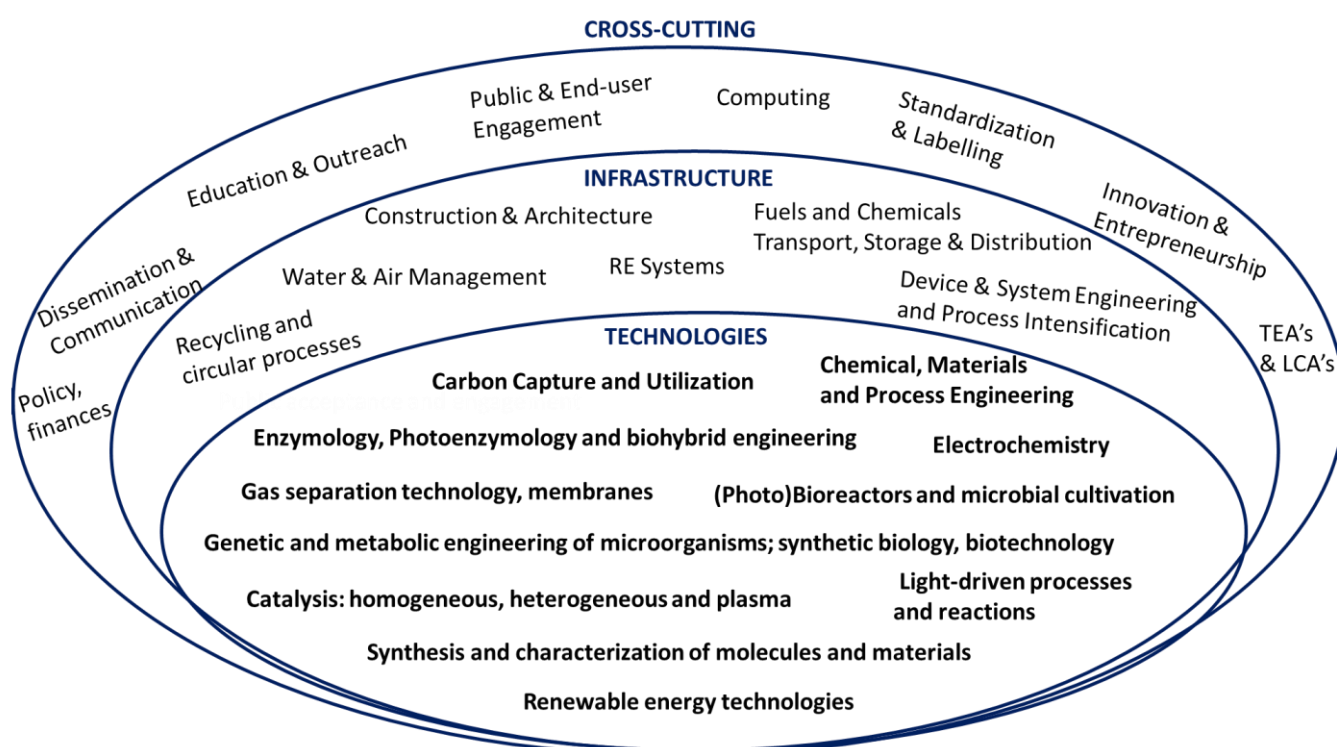 CROSS-CUTTING
Public & End-user
Engagement
Computing
Standardization
& Labelling
Education & Outreach
Innovation &
Entrepreneurship
Dissemination &
Communication
Policy,
finances
TEA's
& LCA's
INFRASTRUCTURE
Construction & Architecture
Fuels and Chemicals
Transport, Storage & Distribution
Water & Air Management
RE Systems
Device & System Engineering
and Process Intensification
Recycling and
circular processes
TECHNOLOGIES
Carbon Capture and Utilization
Chemical, Materials
and Process Engineering
Enzymology, Photoenzymology and biohybrid engineering
Electrochemistry
Gas separation technology, membranes
(Photo)Bioreactors and microbial cultivation
Genetic and metabolic engineering of microorganisms; synthetic biology, biotechnology
Catalysis: homogeneous, heterogeneous and plasma
Light-driven processes
and reactions
Synthesis and characterization of molecules and materials
Renewable energy technologies